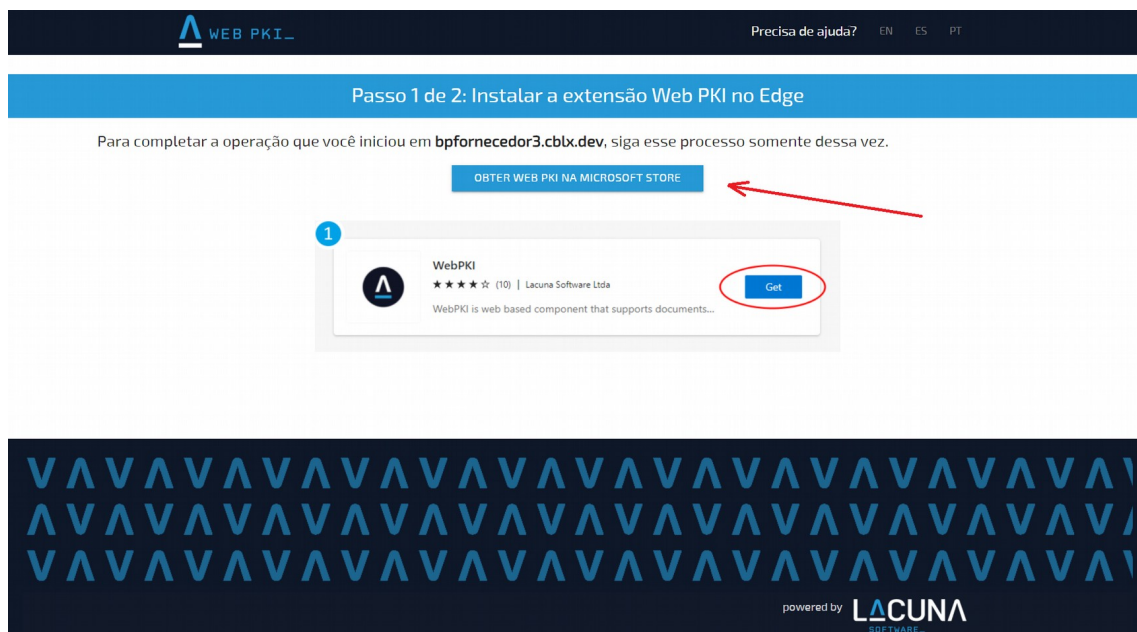 WEB PKI_
Precisa de ajuda? EN ES PT
Passo 1 de 2: Instalar a extensão Web PKI no Edge
Para completar a operação que você iniciou em bpfornecedor3.cblx.dev, siga esse processo somente dessa vez.
OBTER WEB PKI NA MICROSOFT STORE
1
WebPKI
(10) | Lacuna Software Ltda
Get
WebPKI is web based component that supports documents...
powered by LACUNA
SOFTWARE_